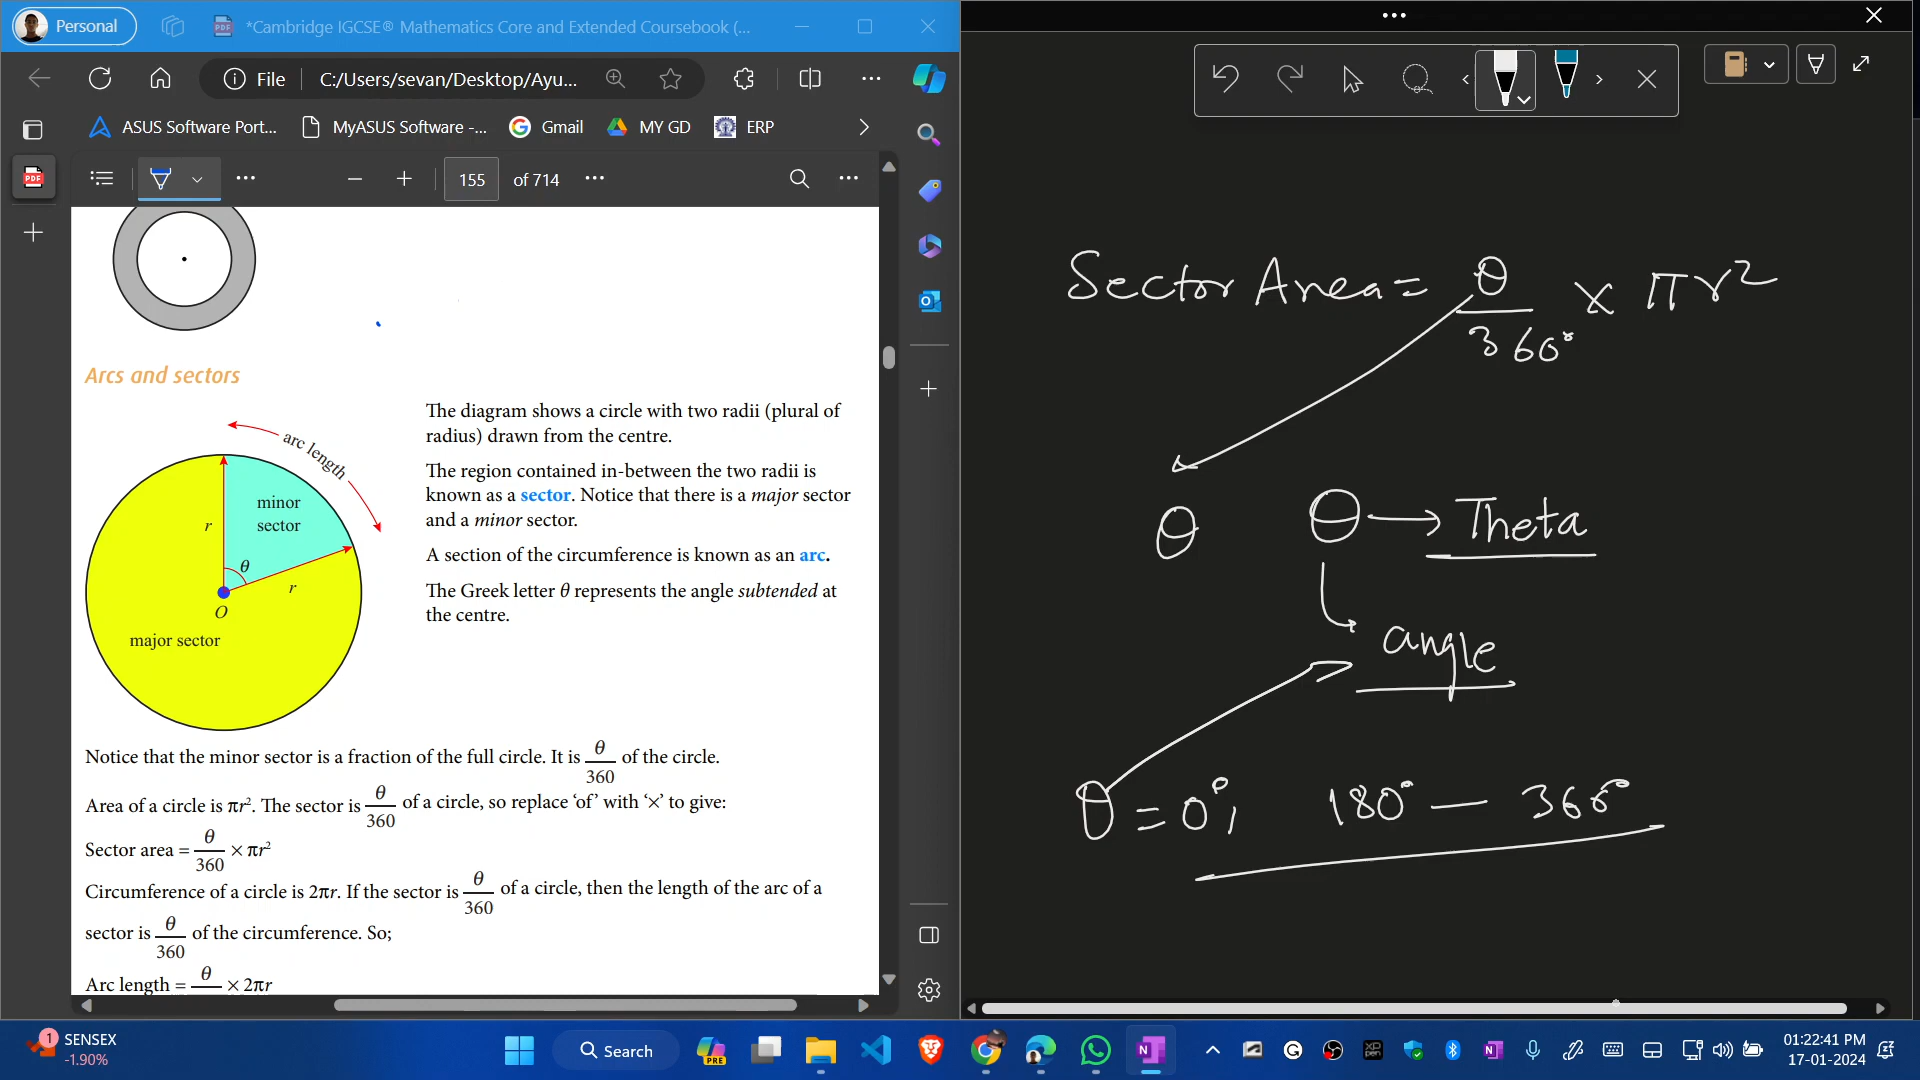 Personal
*Cambridge IGCSE® Mathematics Core and Extended Coursebook (...
File
C:/Users/sevan/Desktop/Ayu...
ASUS Software Port...
MyASUS Software -...
Gmail
MY GD
ERP
155
of 714
Arcs and sectors
arc length
minor
sector
r
θ
r
O
major sector
The diagram shows a circle with two radii (plural of
radius) drawn from the centre.
The region contained in-between the two radii is
known as a sector. Notice that there is a major sector
and a minor sector.
A section of the circumference is known as an arc.
The Greek letter θ represents the angle subtended at
the centre.
Notice that the minor sector is a fraction of the full circle. It is θ/360 of the circle.
Area of a circle is πr². The sector is θ/360 of a circle, so replace ‘of’ with ‘×’ to give:
Sector area = θ/360 × πr²
Circumference of a circle is 2πr. If the sector is θ/360 of a circle, then the length of the arc of a
sector is θ/360 of the circumference. So;
Arc length = θ × 2πr
Sector Area = θ/360° × πr²
θ θ → Theta
angle
θ = 0°, 180° — 360°
1
SENSEX
-1.90%
Search
PRE
01:22:41 PM
17-01-2024